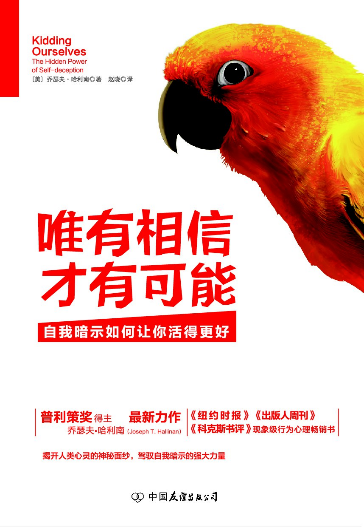 Kidding
Ourselves
The Hidden Power
of Self-deception
[美] 乔瑟夫·哈利南◎著 赵晓◎译
唯有相信
才有可能
自我暗示如何让你活得更好
普利策奖得主 最新力作
乔瑟夫·哈利南 (Joseph T. Hallinan)
《纽约时报》《出版人周刊》
《科克斯书评》现象级行为心理畅销书
揭开人类心灵的神秘面纱，驾驭自我暗示的强大力量
中国友谊出版公司